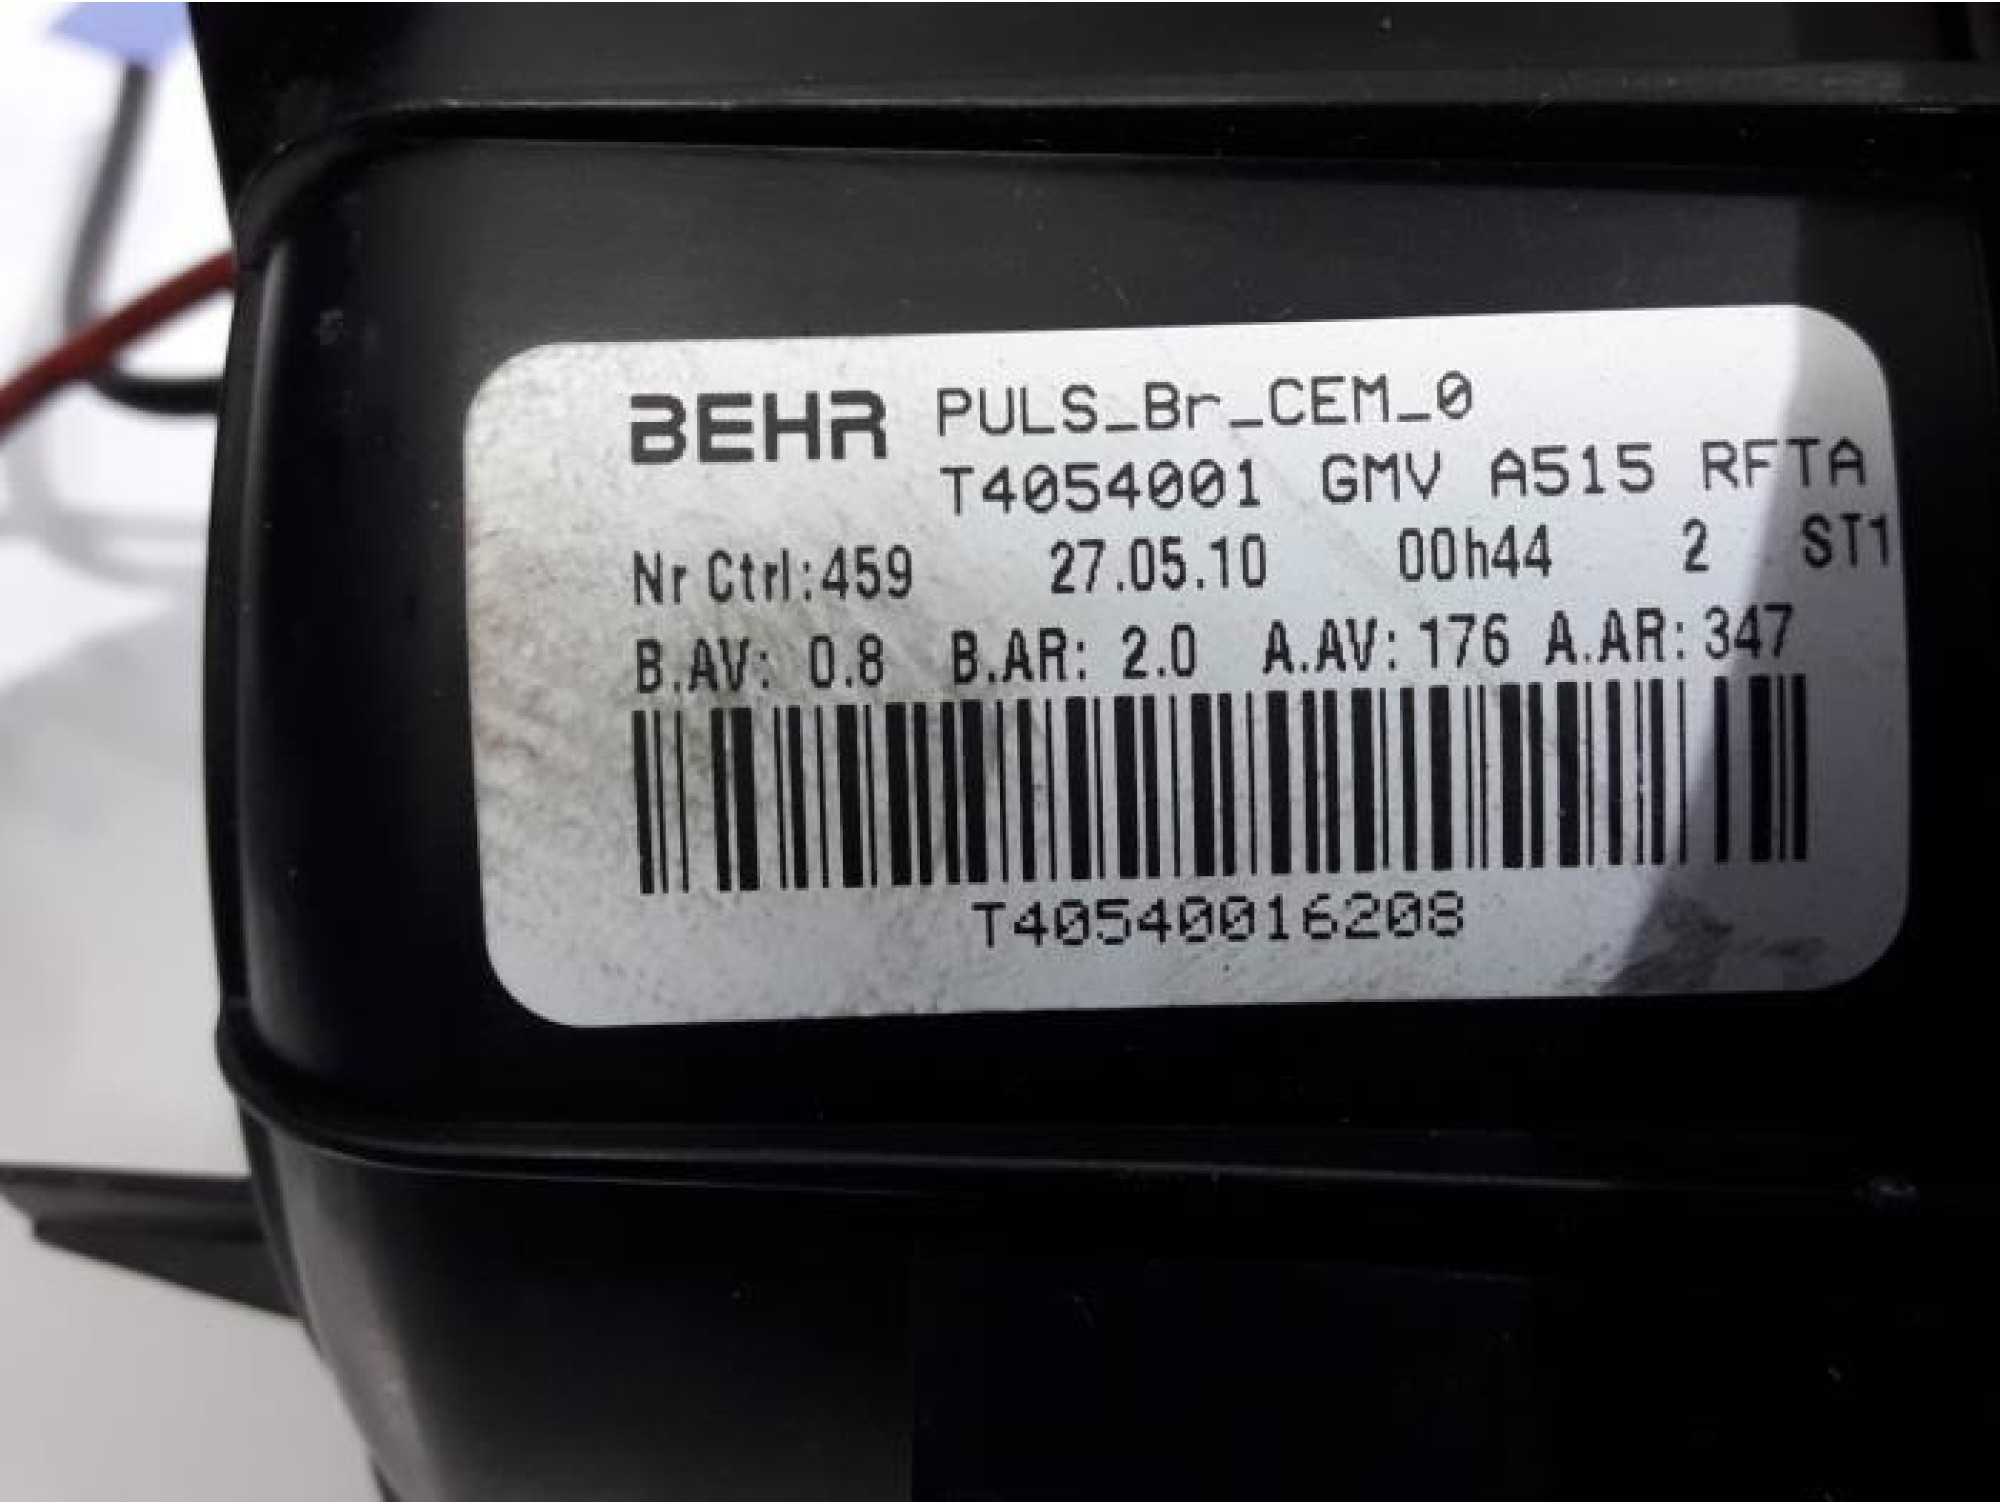 BEHR PULS_Br_CEM_0
T4054001 GMV A515 RFTA
Nr Ctrl:459 27.05.10 00h44 2 ST1
B.AV: 0.8 B.AR: 2.0 A.AV: 176 A.AR: 347
T40540016208